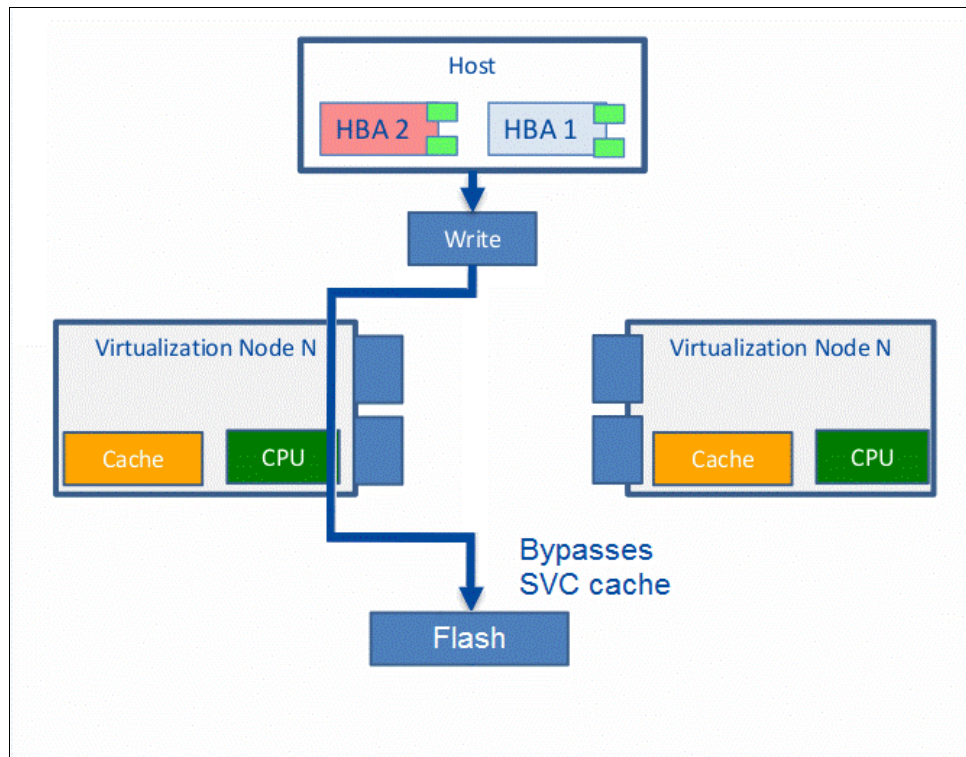 Host
HBA 2
HBA 1
Write
Virtualization Node N
Virtualization Node N
Cache
CPU
Cache
CPU
Bypasses
SVC cache
Flash